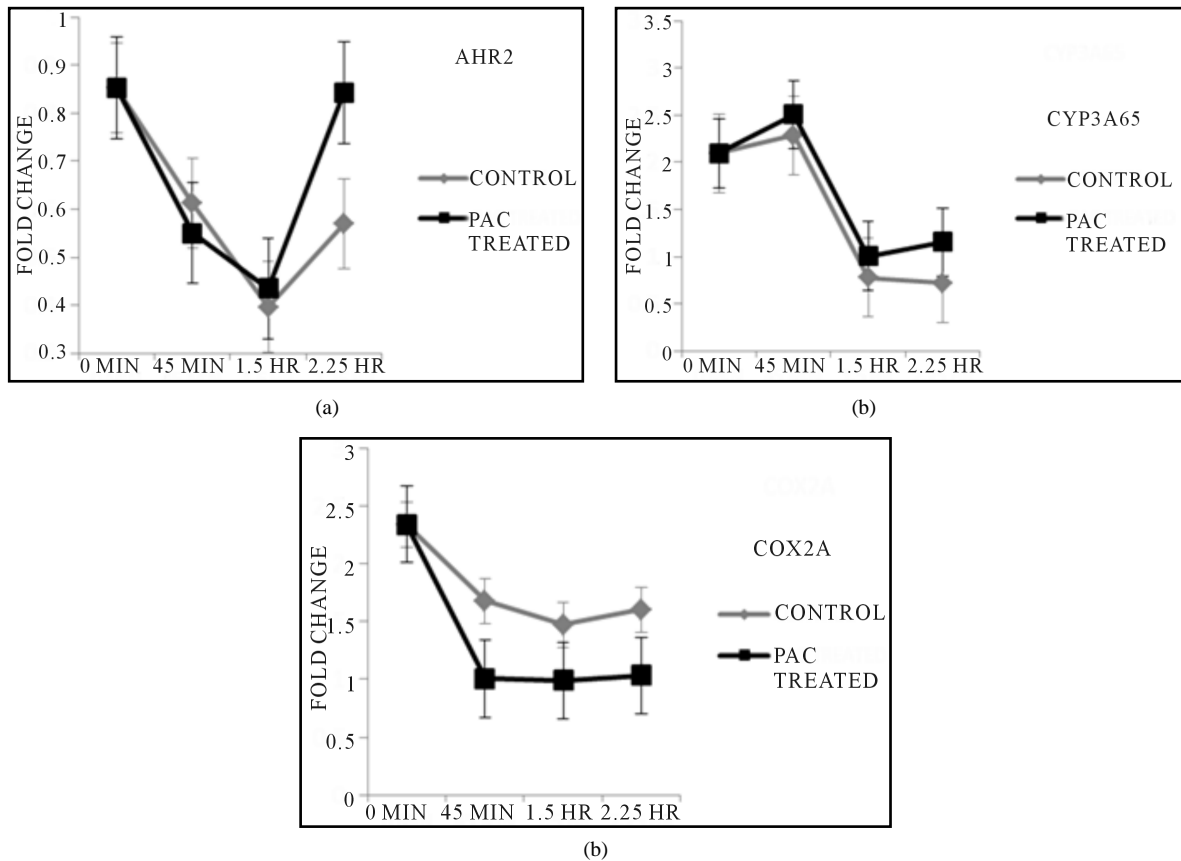 1
0.9
0.8
0.7
0.6
0.5
0.4
0.3
FOLD CHANGE
0 MIN 45 MIN 1.5 HR 2.25 HR
AHR2
CONTROL
PAC
TREATED
(a)
3.5
3
2.5
2
1.5
1
0.5
0
FOLD CHANGE
0 MIN 45 MIN 1.5 HR 2.25 HR
CYP3A65
CONTROL
PAC
TREATED
(b)
3
2.5
2
1.5
1
0.5
0
FOLD CHANGE
0 MIN 45 MIN 1.5 HR 2.25 HR
COX2A
COX2A
CONTROL
PAC
TREATED
(b)